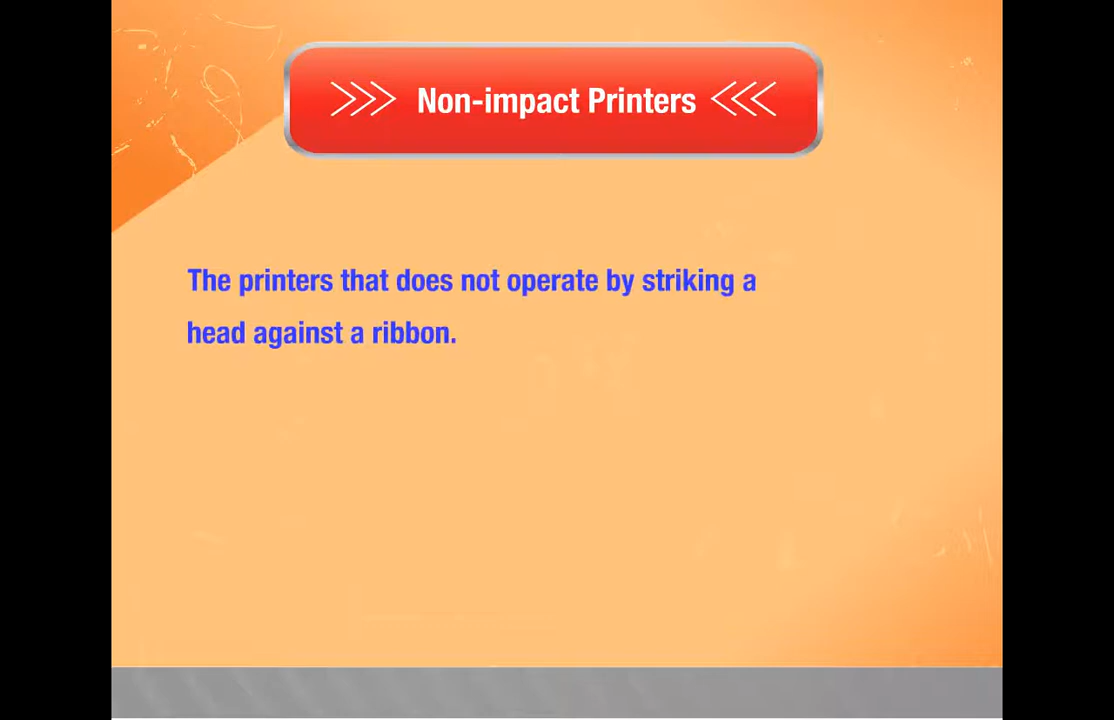 Non-impact Printers
The printers that does not operate by striking a
head against a ribbon.